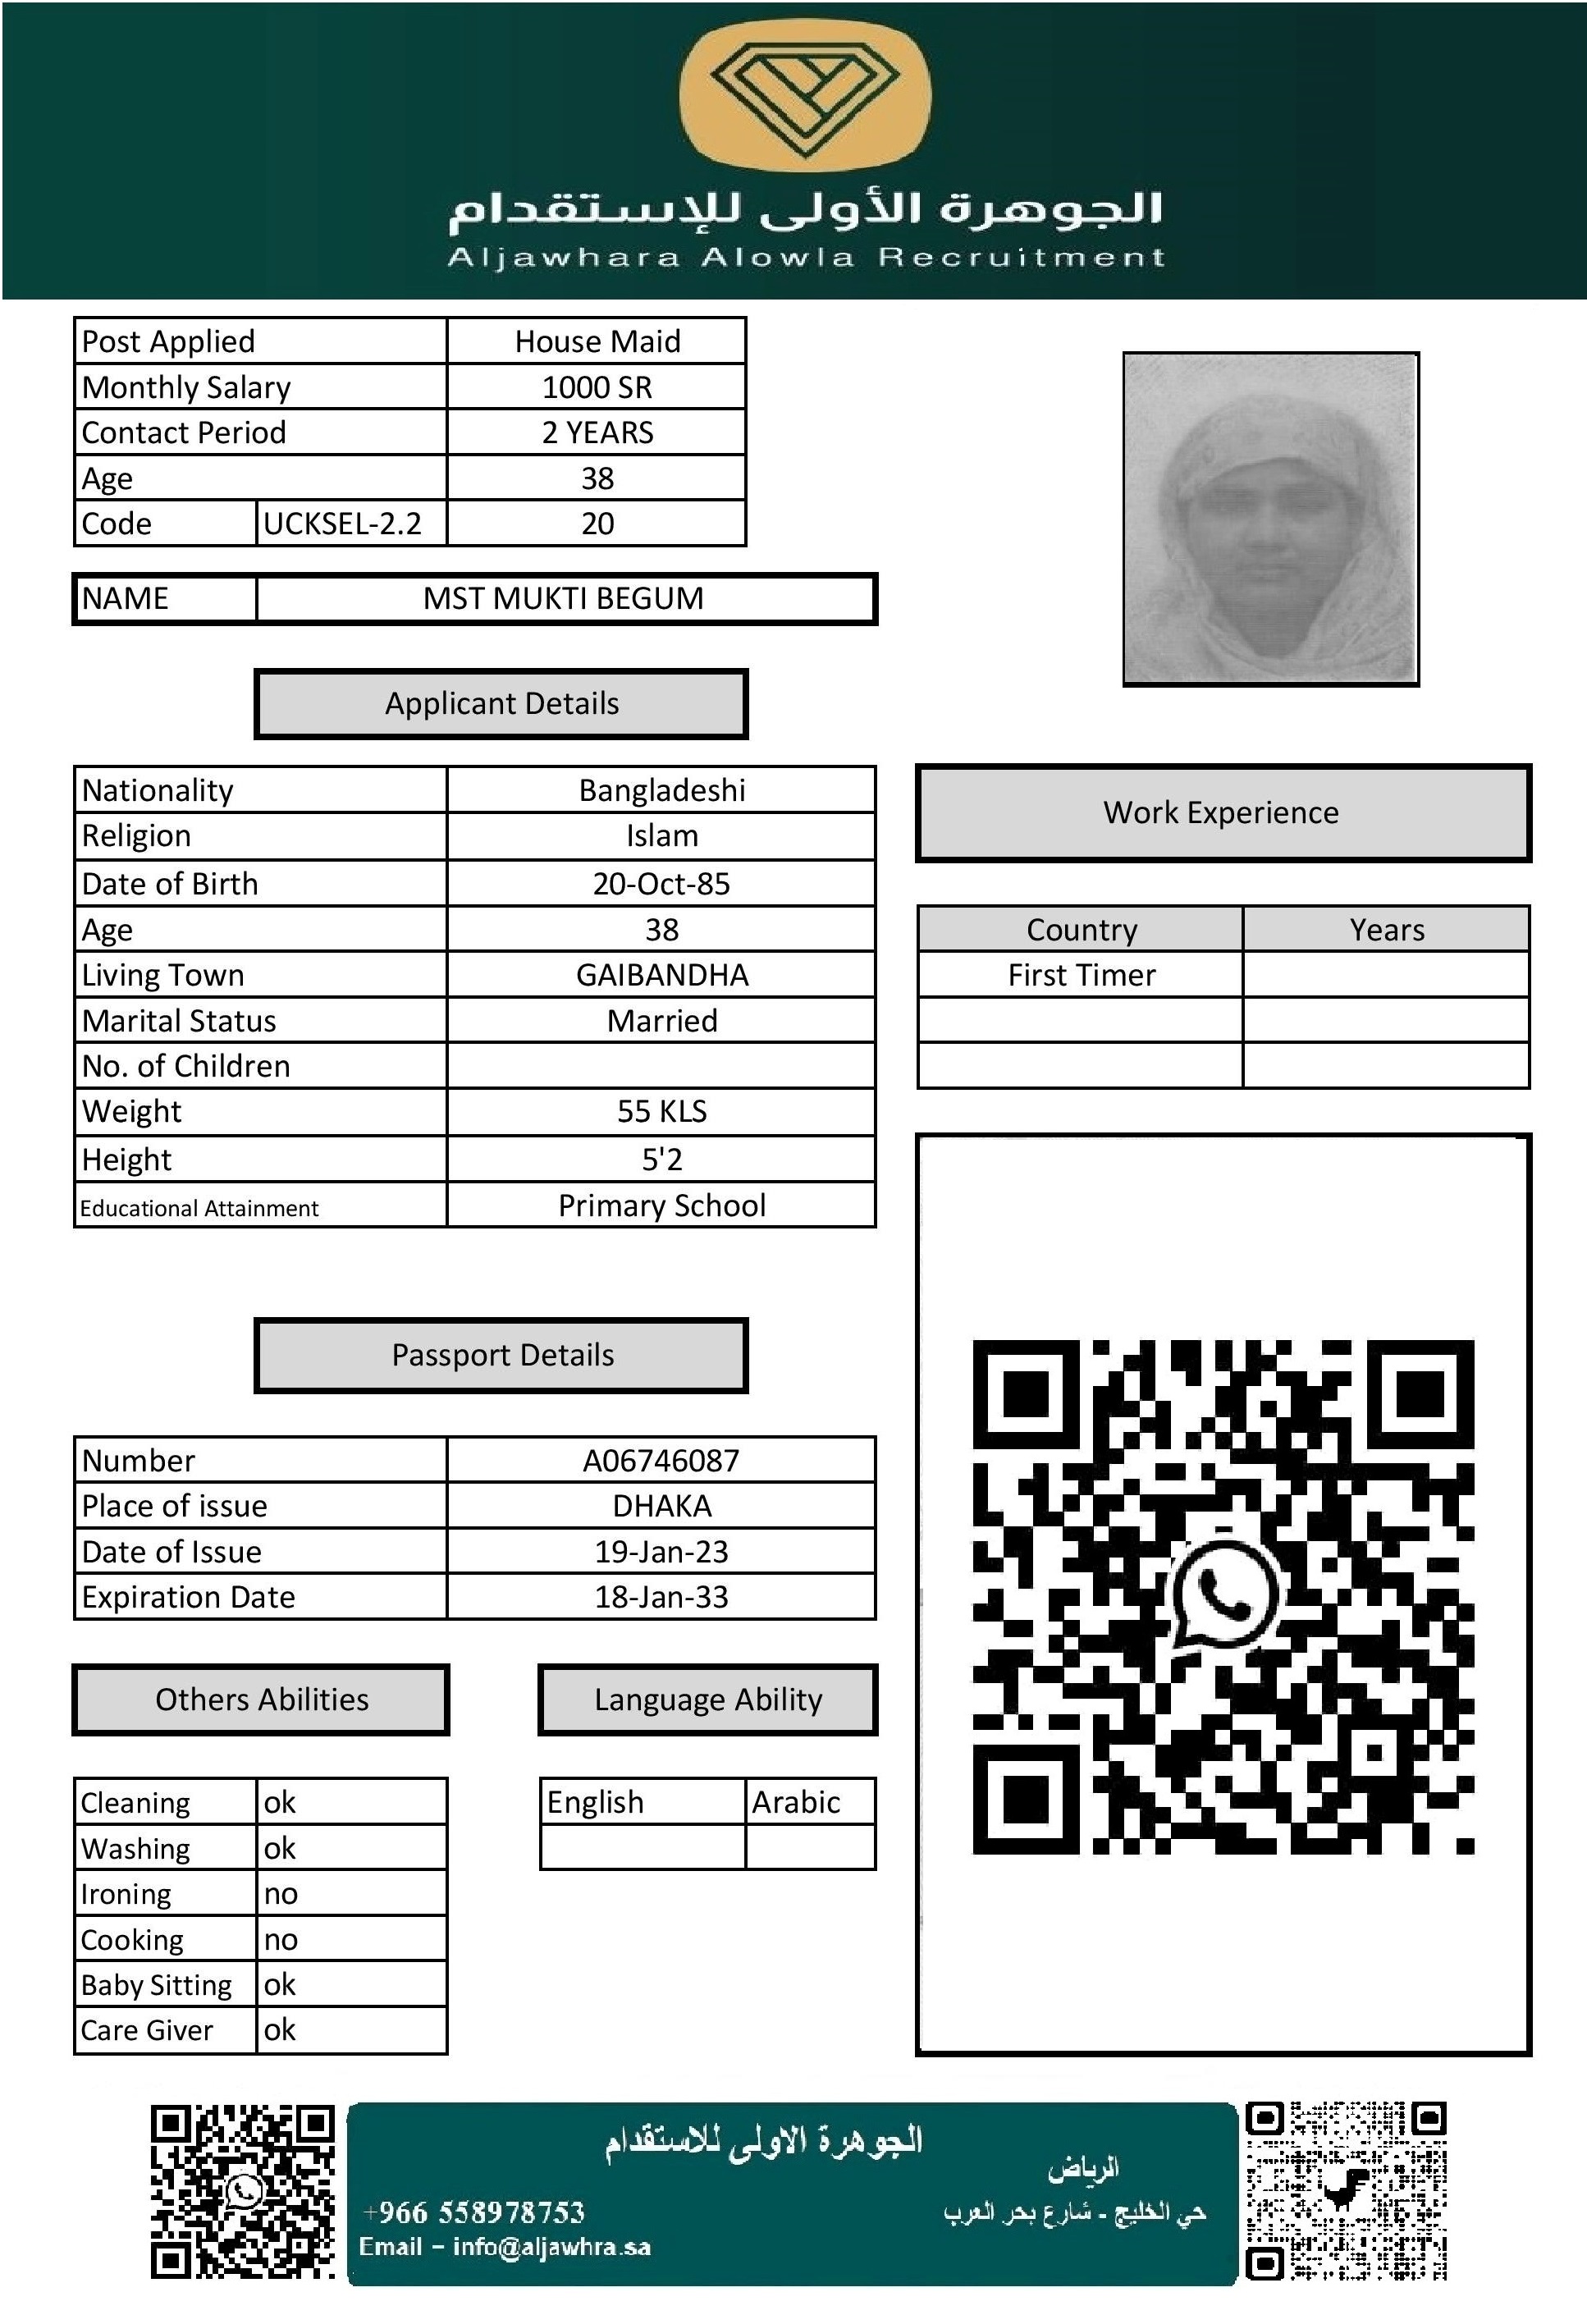 الجوهرة الأولى للإستقدام
Aljawhara Alowla Recruitment
Post Applied House Maid
Monthly Salary 1000 SR
Contact Period 2 YEARS
Age 38
Code UCKSEL-2.2 20
NAME MST MUKTI BEGUM
Applicant Details
Nationality Bangladeshi
Religion Islam
Date of Birth 20-Oct-85
Age 38
Living Town GAIBANDHA
Marital Status Married
No. of Children
Weight 55 KLS
Height 5'2
Educational Attainment Primary School
Work Experience
Country Years
First Timer
Passport Details
Number A06746087
Place of issue DHAKA
Date of Issue 19-Jan-23
Expiration Date 18-Jan-33
Others Abilities
Cleaning ok
Washing ok
Ironing no
Cooking no
Baby Sitting ok
Care Giver ok
Language Ability
English Arabic
الجوهرة الاولى للاستقدام
الرياض
حي الخليج - شارع بحر العرب
+966 558978753
Email – info@aljawhra.sa